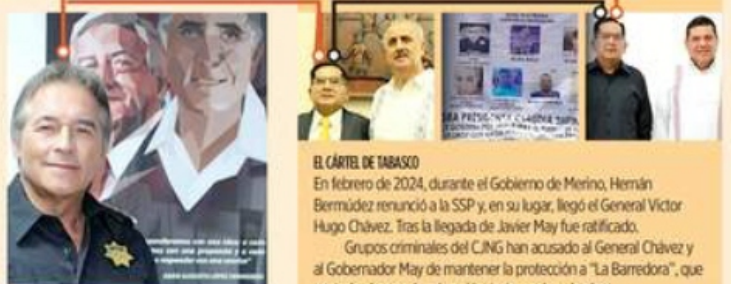 EL CÁRTEL DE TABASCO
En febrero de 2024, durante el Gobierno de Merino, Hernán
Bermúdez renunció a la SSP y, en su lugar, llegó el General Víctor
Hugo Chávez. Tras la llegada de Javier May fue ratificado.
Grupos criminales del CJNG han acusado al General Chávez y
al Gobernador May de mantener la protección a "La Barredora", que
PRESIDENTA CLAUDIA